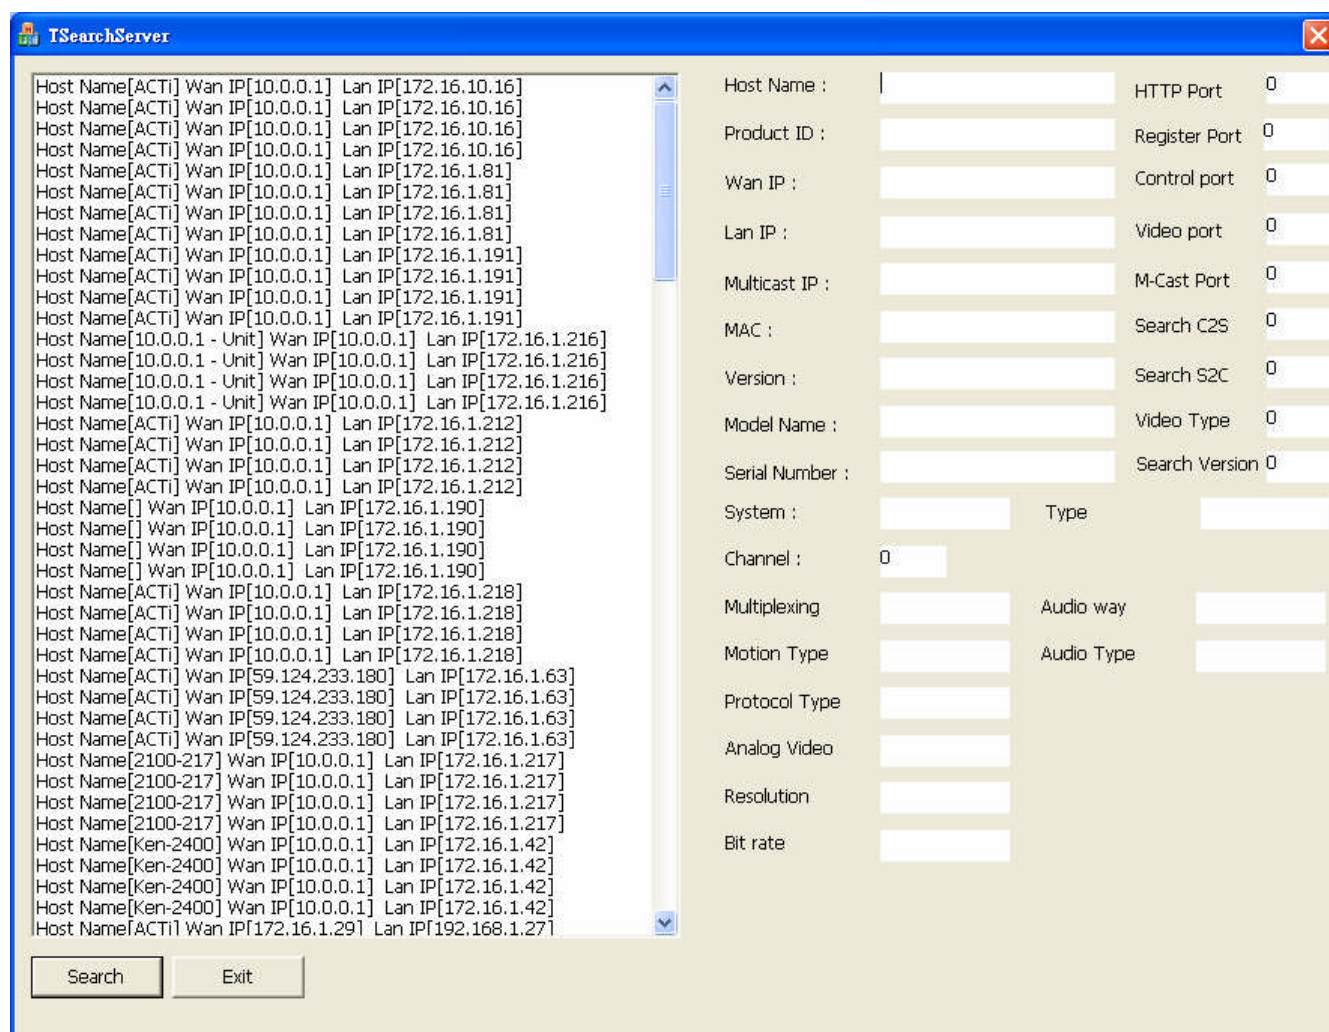 TSearchServer
Host Name[ACTi] Wan IP[10.0.0.1] Lan IP[172.16.10.16]
Host Name[ACTi] Wan IP[10.0.0.1] Lan IP[172.16.10.16]
Host Name[ACTi] Wan IP[10.0.0.1] Lan IP[172.16.10.16]
Host Name[ACTi] Wan IP[10.0.0.1] Lan IP[172.16.10.16]
Host Name[ACTi] Wan IP[10.0.0.1] Lan IP[172.16.1.81]
Host Name[ACTi] Wan IP[10.0.0.1] Lan IP[172.16.1.81]
Host Name[ACTi] Wan IP[10.0.0.1] Lan IP[172.16.1.81]
Host Name[ACTi] Wan IP[10.0.0.1] Lan IP[172.16.1.81]
Host Name[ACTi] Wan IP[10.0.0.1] Lan IP[172.16.1.191]
Host Name[ACTi] Wan IP[10.0.0.1] Lan IP[172.16.1.191]
Host Name[ACTi] Wan IP[10.0.0.1] Lan IP[172.16.1.191]
Host Name[ACTi] Wan IP[10.0.0.1] Lan IP[172.16.1.191]
Host Name[10.0.0.1 - Unit] Wan IP[10.0.0.1] Lan IP[172.16.1.216]
Host Name[10.0.0.1 - Unit] Wan IP[10.0.0.1] Lan IP[172.16.1.216]
Host Name[10.0.0.1 - Unit] Wan IP[10.0.0.1] Lan IP[172.16.1.216]
Host Name[10.0.0.1 - Unit] Wan IP[10.0.0.1] Lan IP[172.16.1.216]
Host Name[ACTi] Wan IP[10.0.0.1] Lan IP[172.16.1.212]
Host Name[ACTi] Wan IP[10.0.0.1] Lan IP[172.16.1.212]
Host Name[ACTi] Wan IP[10.0.0.1] Lan IP[172.16.1.212]
Host Name[ACTi] Wan IP[10.0.0.1] Lan IP[172.16.1.212]
Host Name[] Wan IP[10.0.0.1] Lan IP[172.16.1.190]
Host Name[] Wan IP[10.0.0.1] Lan IP[172.16.1.190]
Host Name[] Wan IP[10.0.0.1] Lan IP[172.16.1.190]
Host Name[] Wan IP[10.0.0.1] Lan IP[172.16.1.190]
Host Name[ACTi] Wan IP[10.0.0.1] Lan IP[172.16.1.218]
Host Name[ACTi] Wan IP[10.0.0.1] Lan IP[172.16.1.218]
Host Name[ACTi] Wan IP[10.0.0.1] Lan IP[172.16.1.218]
Host Name[ACTi] Wan IP[10.0.0.1] Lan IP[172.16.1.218]
Host Name[ACTi] Wan IP[59.124.233.180] Lan IP[172.16.1.63]
Host Name[ACTi] Wan IP[59.124.233.180] Lan IP[172.16.1.63]
Host Name[ACTi] Wan IP[59.124.233.180] Lan IP[172.16.1.63]
Host Name[ACTi] Wan IP[59.124.233.180] Lan IP[172.16.1.63]
Host Name[2100-217] Wan IP[10.0.0.1] Lan IP[172.16.1.217]
Host Name[2100-217] Wan IP[10.0.0.1] Lan IP[172.16.1.217]
Host Name[2100-217] Wan IP[10.0.0.1] Lan IP[172.16.1.217]
Host Name[2100-217] Wan IP[10.0.0.1] Lan IP[172.16.1.217]
Host Name[Ken-2400] Wan IP[10.0.0.1] Lan IP[172.16.1.42]
Host Name[Ken-2400] Wan IP[10.0.0.1] Lan IP[172.16.1.42]
Host Name[Ken-2400] Wan IP[10.0.0.1] Lan IP[172.16.1.42]
Host Name[Ken-2400] Wan IP[10.0.0.1] Lan IP[172.16.1.42]
Host Name[ACTi] Wan IP[172.16.1.29] Lan IP[192.168.1.27]
Search Exit
Host Name : HTTP Port 0
Product ID : Register Port 0
Wan IP : Control port 0
Lan IP : Video port 0
Multicast IP : M-Cast Port 0
MAC : Search C2S 0
Version : Search S2C 0
Model Name : Video Type 0
Serial Number : Search Version 0
System : Type
Channel : 0
Multiplexing Audio way
Motion Type Audio Type
Protocol Type
Analog Video
Resolution
Bit rate